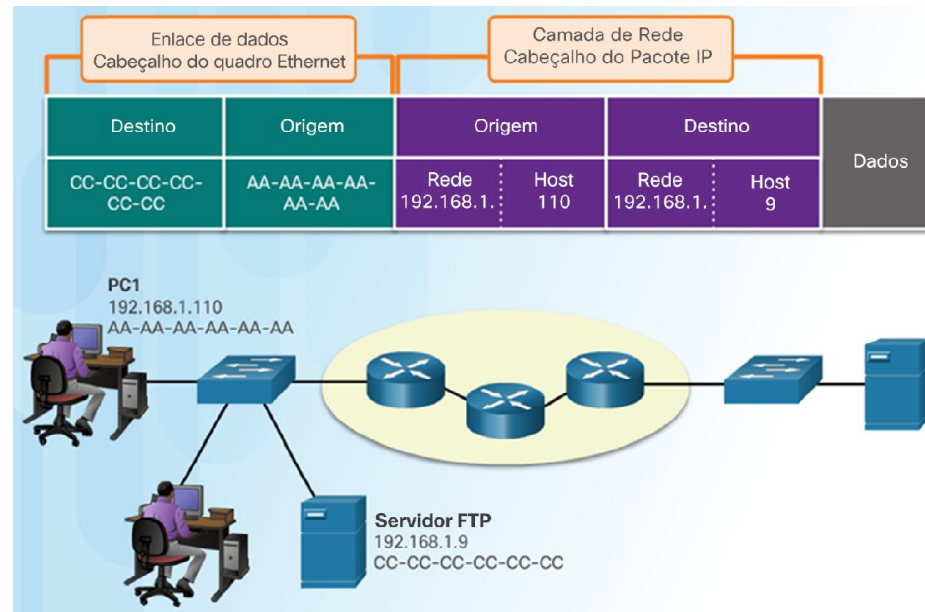 Enlace de dados
Cabeçalho do quadro Ethernet
Camada de Rede
Cabeçalho do Pacote IP
Destino
Origem
Origem
Destino
Dados
CC-CC-CC-CC-
CC-CC
AA-AA-AA-AA-
AA-AA
Rede
192.168.1.
Host
110
Rede
192.168.1.
Host
9
PC1
192.168.1.110
AA-AA-AA-AA-AA-AA
Servidor FTP
192.168.1.9
CC-CC-CC-CC-CC-CC